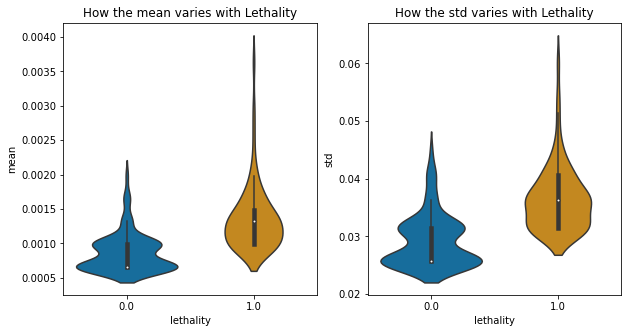 How the mean varies with Lethality
0.0040
0.0035
0.0030
0.0025
0.0020
0.0015
0.0010
0.0005
mean
0.0
1.0
lethality
How the std varies with Lethality
0.06
0.05
0.04
0.03
0.02
std
0.0
1.0
lethality